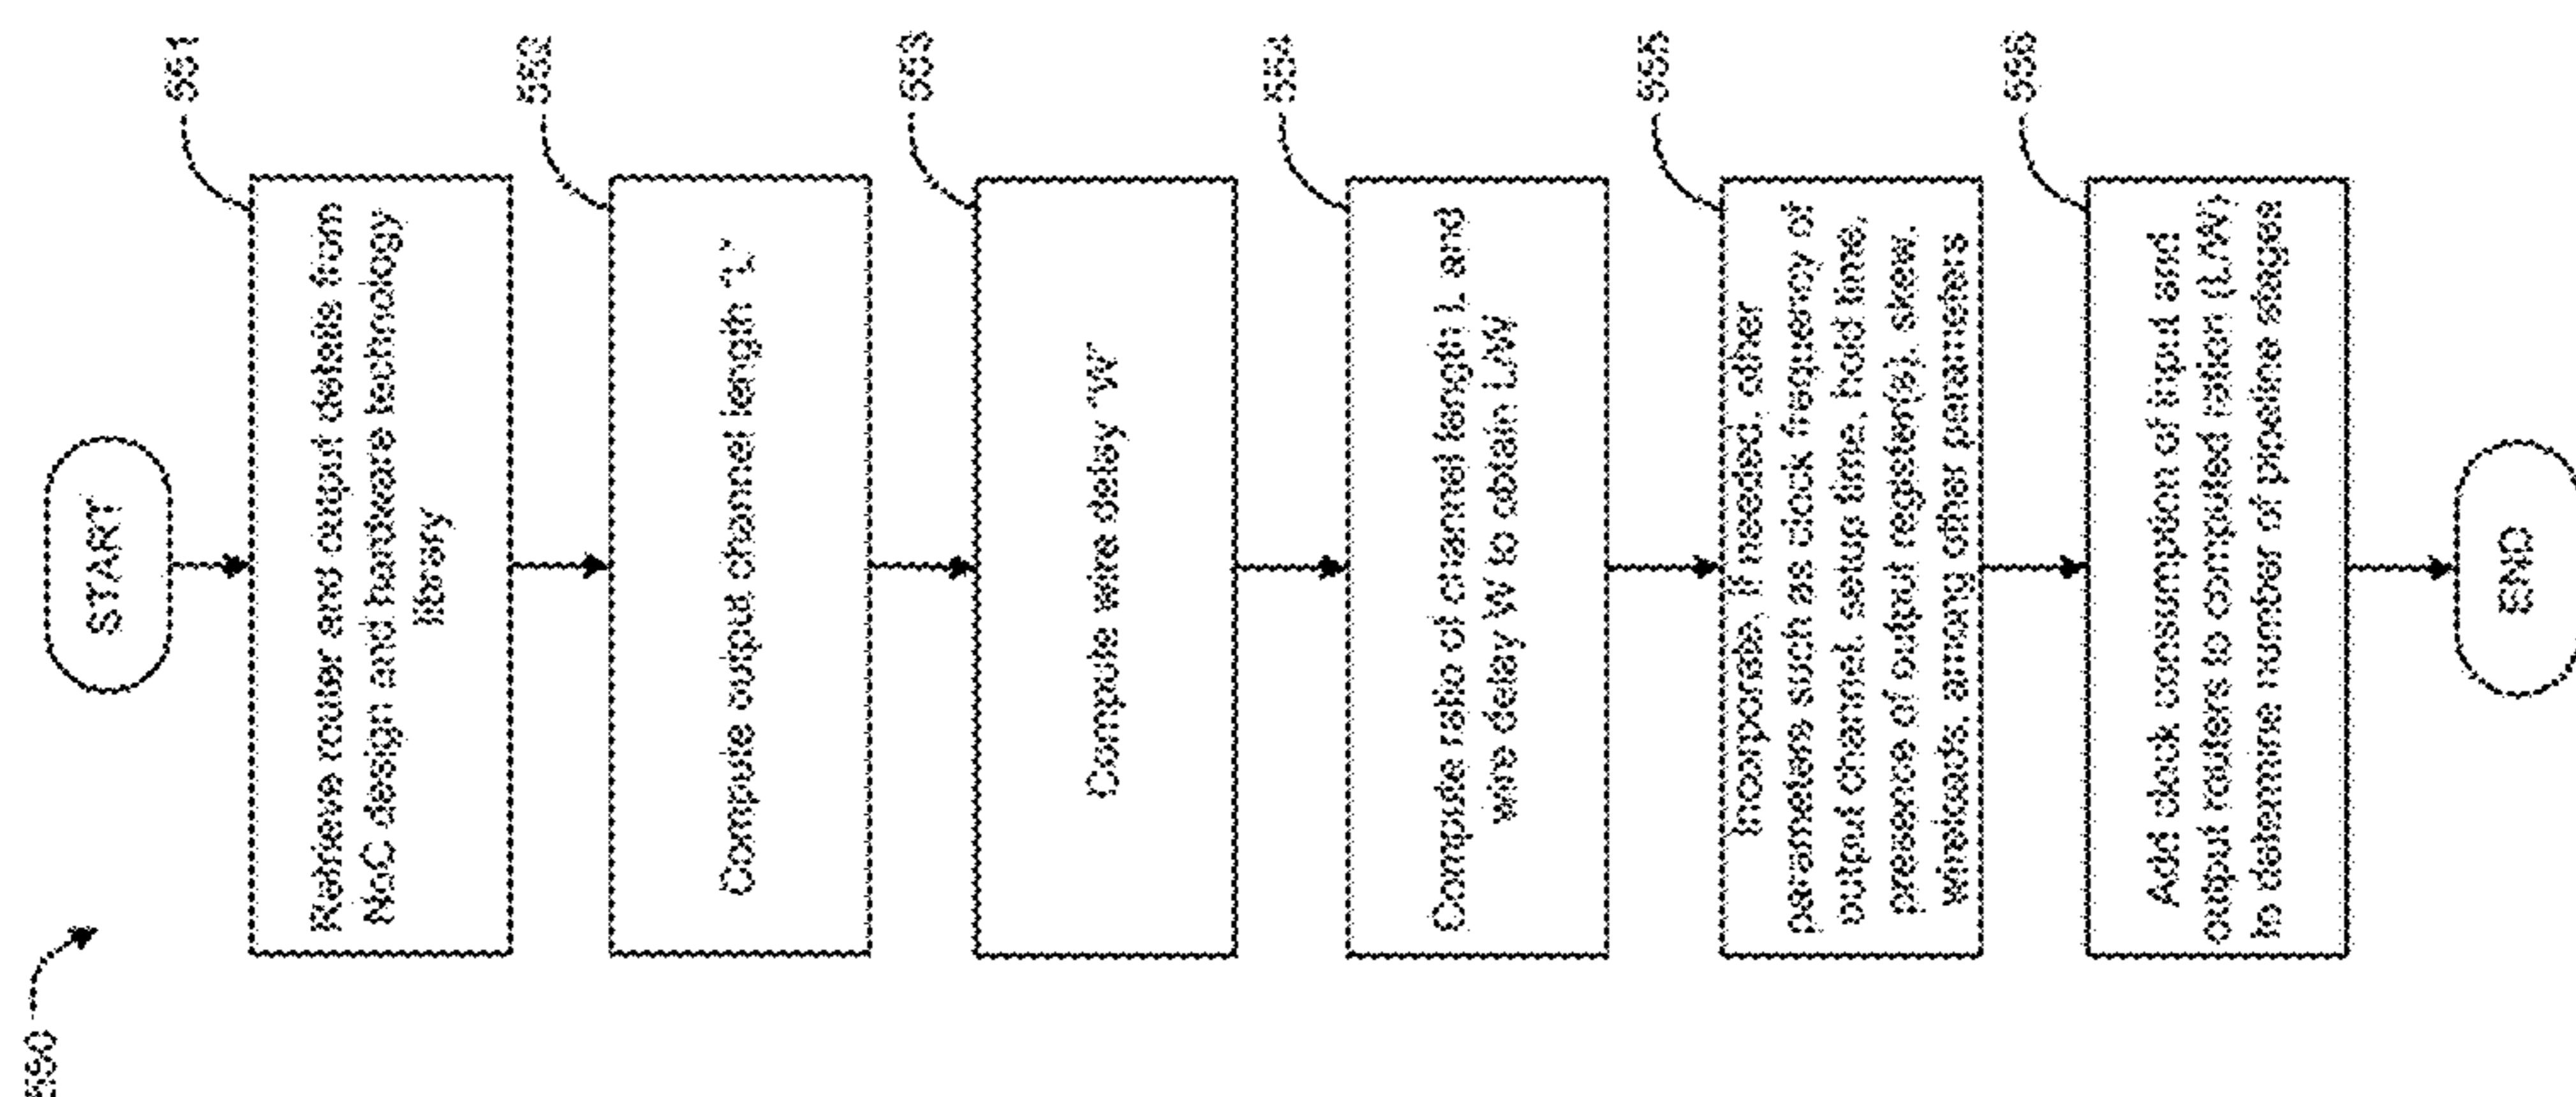 550
START
551
Retrieve router and output details from
NoC design and hardware technology
library
552
Compute output channel length 'L'
553
Compute wire delay 'W'
554
Compute ratio of channel length L and
wire delay W to obtain L/W
555
Incorporate, if needed, other
parameters such as clock frequency of
output channel, setup time, hold time,
presence of output register(s), skew,
wireloads, among other parameters
556
Add clock consumption of input and
output routers to computed ration (L/W)
to determine number of pipeline stages
END